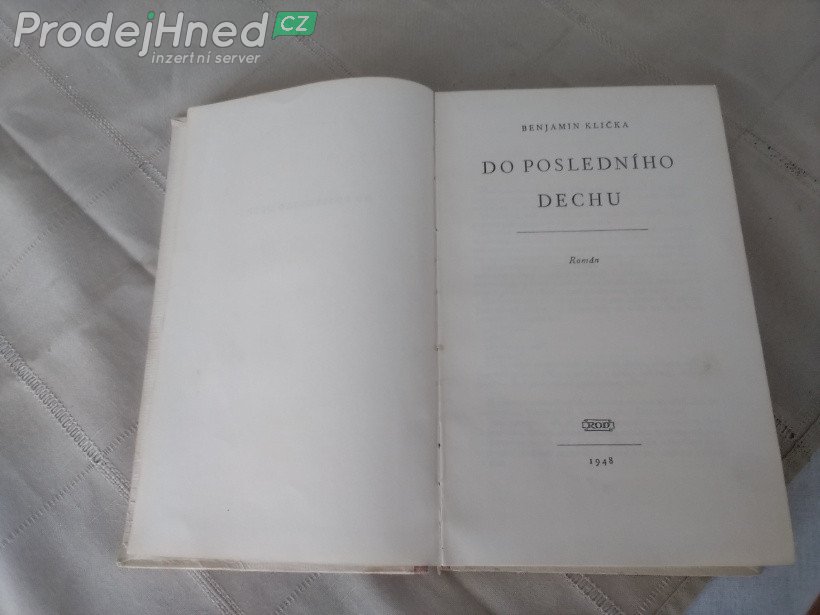 ProdejHned CZ
inzertní server
BENJAMIN KLIČKA
DO POSLEDNÍHO
DECHU
Román
ROD
1948